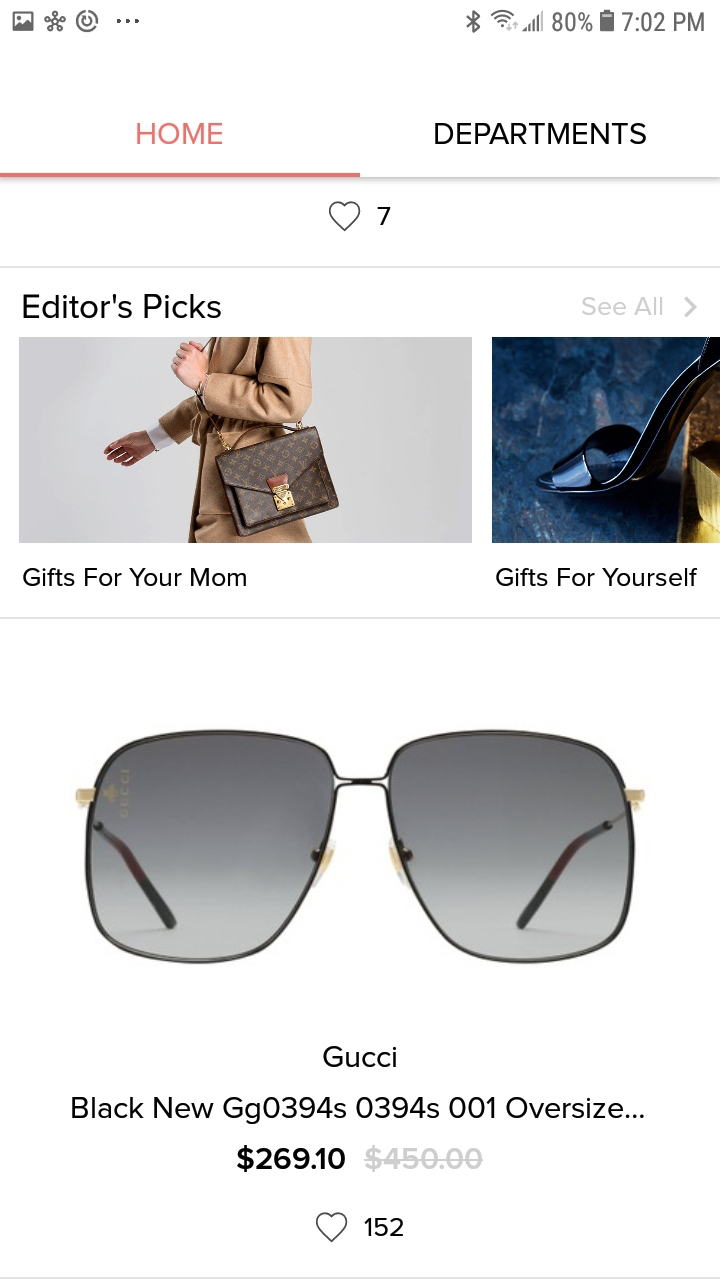 80% 7:02 PM
HOME DEPARTMENTS
7
Editor's Picks See All
Gifts For Your Mom Gifts For Yourself
GUCCI
Gucci
Black New Gg0394s 0394s 001 Oversize...
$269.10 $450.00
152